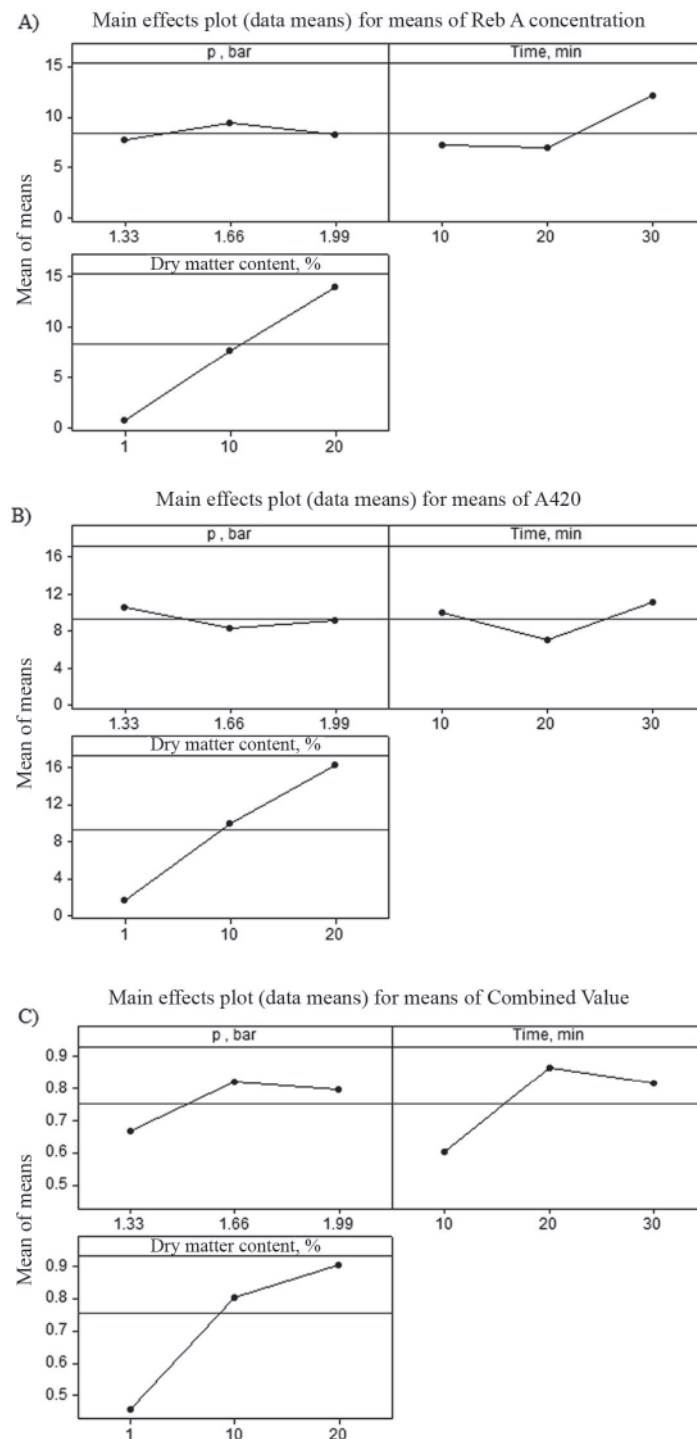 A)
Main effects plot (data means) for means of Reb A concentration
p , bar
Time, min
15
10
5
0
1.33 1.66 1.99 10 20 30
Mean of means
Dry matter content, %
15
10
5
0
1 10 20
B)
Main effects plot (data means) for means of A420
p , bar
Time, min
16
12
8
4
0
1.33 1.66 1.99 10 20 30
Mean of means
Dry matter content, %
16
12
8
4
0
1 10 20
C)
Main effects plot (data means) for means of Combined Value
p , bar
Time, min
0.9
0.8
0.7
0.6
0.5
1.33 1.66 1.99 10 20 30
Mean of means
Dry matter content, %
0.9
0.8
0.7
0.6
0.5
1 10 20